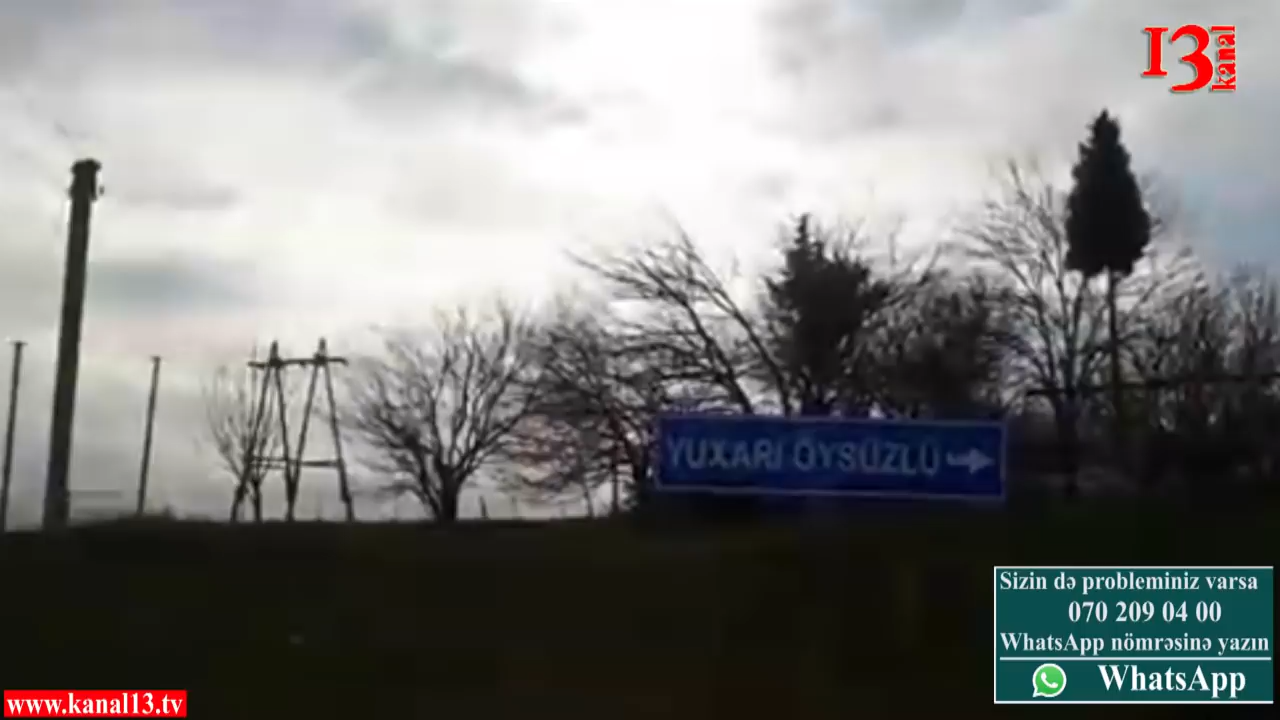 13 kanal
YUXARI ÖYSÜZLÜ
Sizin də probleminiz varsa
070 209 04 00
WhatsApp nömrəsinə yazın
WhatsApp
www.kanal13.tv